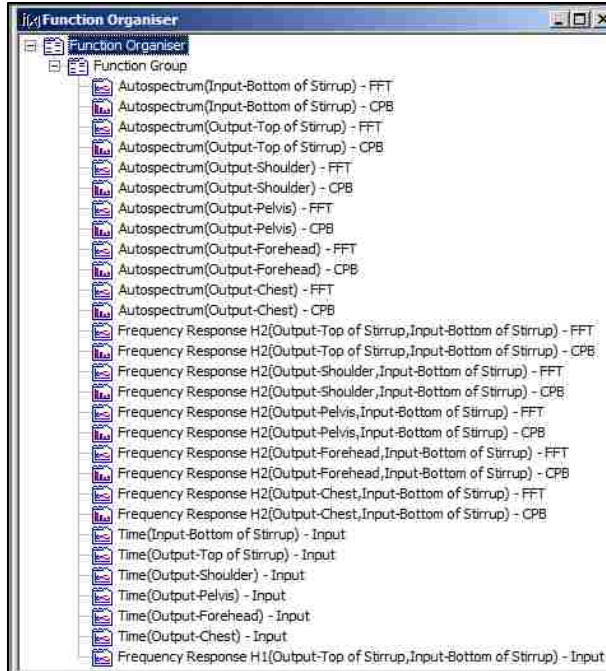 f(x) Function Organiser
Function Organiser
Function Group
Autospectrum(Input-Bottom of Stirrup) - FFT
Autospectrum(Input-Bottom of Stirrup) - CPB
Autospectrum(Output-Top of Stirrup) - FFT
Autospectrum(Output-Top of Stirrup) - CPB
Autospectrum(Output-Shoulder) - FFT
Autospectrum(Output-Shoulder) - CPB
Autospectrum(Output-Pelvis) - FFT
Autospectrum(Output-Pelvis) - CPB
Autospectrum(Output-Forehead) - FFT
Autospectrum(Output-Forehead) - CPB
Autospectrum(Output-Chest) - FFT
Autospectrum(Output-Chest) - CPB
Frequency Response H2(Output-Top of Stirrup,Input-Bottom of Stirrup) - FFT
Frequency Response H2(Output-Top of Stirrup,Input-Bottom of Stirrup) - CPB
Frequency Response H2(Output-Shoulder,Input-Bottom of Stirrup) - FFT
Frequency Response H2(Output-Shoulder,Input-Bottom of Stirrup) - CPB
Frequency Response H2(Output-Pelvis,Input-Bottom of Stirrup) - FFT
Frequency Response H2(Output-Pelvis,Input-Bottom of Stirrup) - CPB
Frequency Response H2(Output-Forehead,Input-Bottom of Stirrup) - FFT
Frequency Response H2(Output-Forehead,Input-Bottom of Stirrup) - CPB
Frequency Response H2(Output-Chest,Input-Bottom of Stirrup) - FFT
Frequency Response H2(Output-Chest,Input-Bottom of Stirrup) - CPB
Time(Input-Bottom of Stirrup) - Input
Time(Output-Top of Stirrup) - Input
Time(Output-Shoulder) - Input
Time(Output-Pelvis) - Input
Time(Output-Forehead) - Input
Time(Output-Chest) - Input
Frequency Response H1(Output-Top of Stirrup,Input-Bottom of Stirrup) - Input